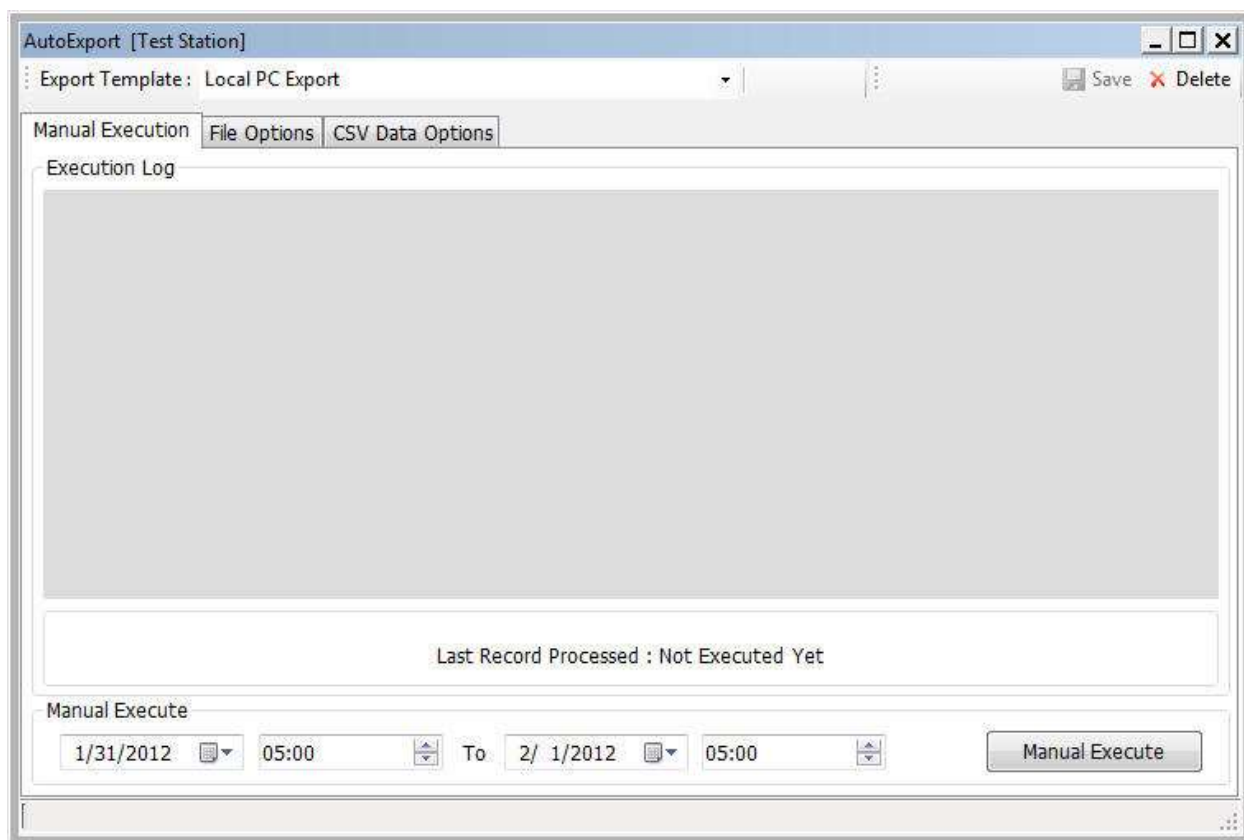 AutoExport [Test Station]
Export Template : Local PC Export Save Delete
Manual Execution File Options CSV Data Options
Execution Log
Last Record Processed : Not Executed Yet
Manual Execute
1/31/2012 05:00 To 2/ 1/2012 05:00 Manual Execute